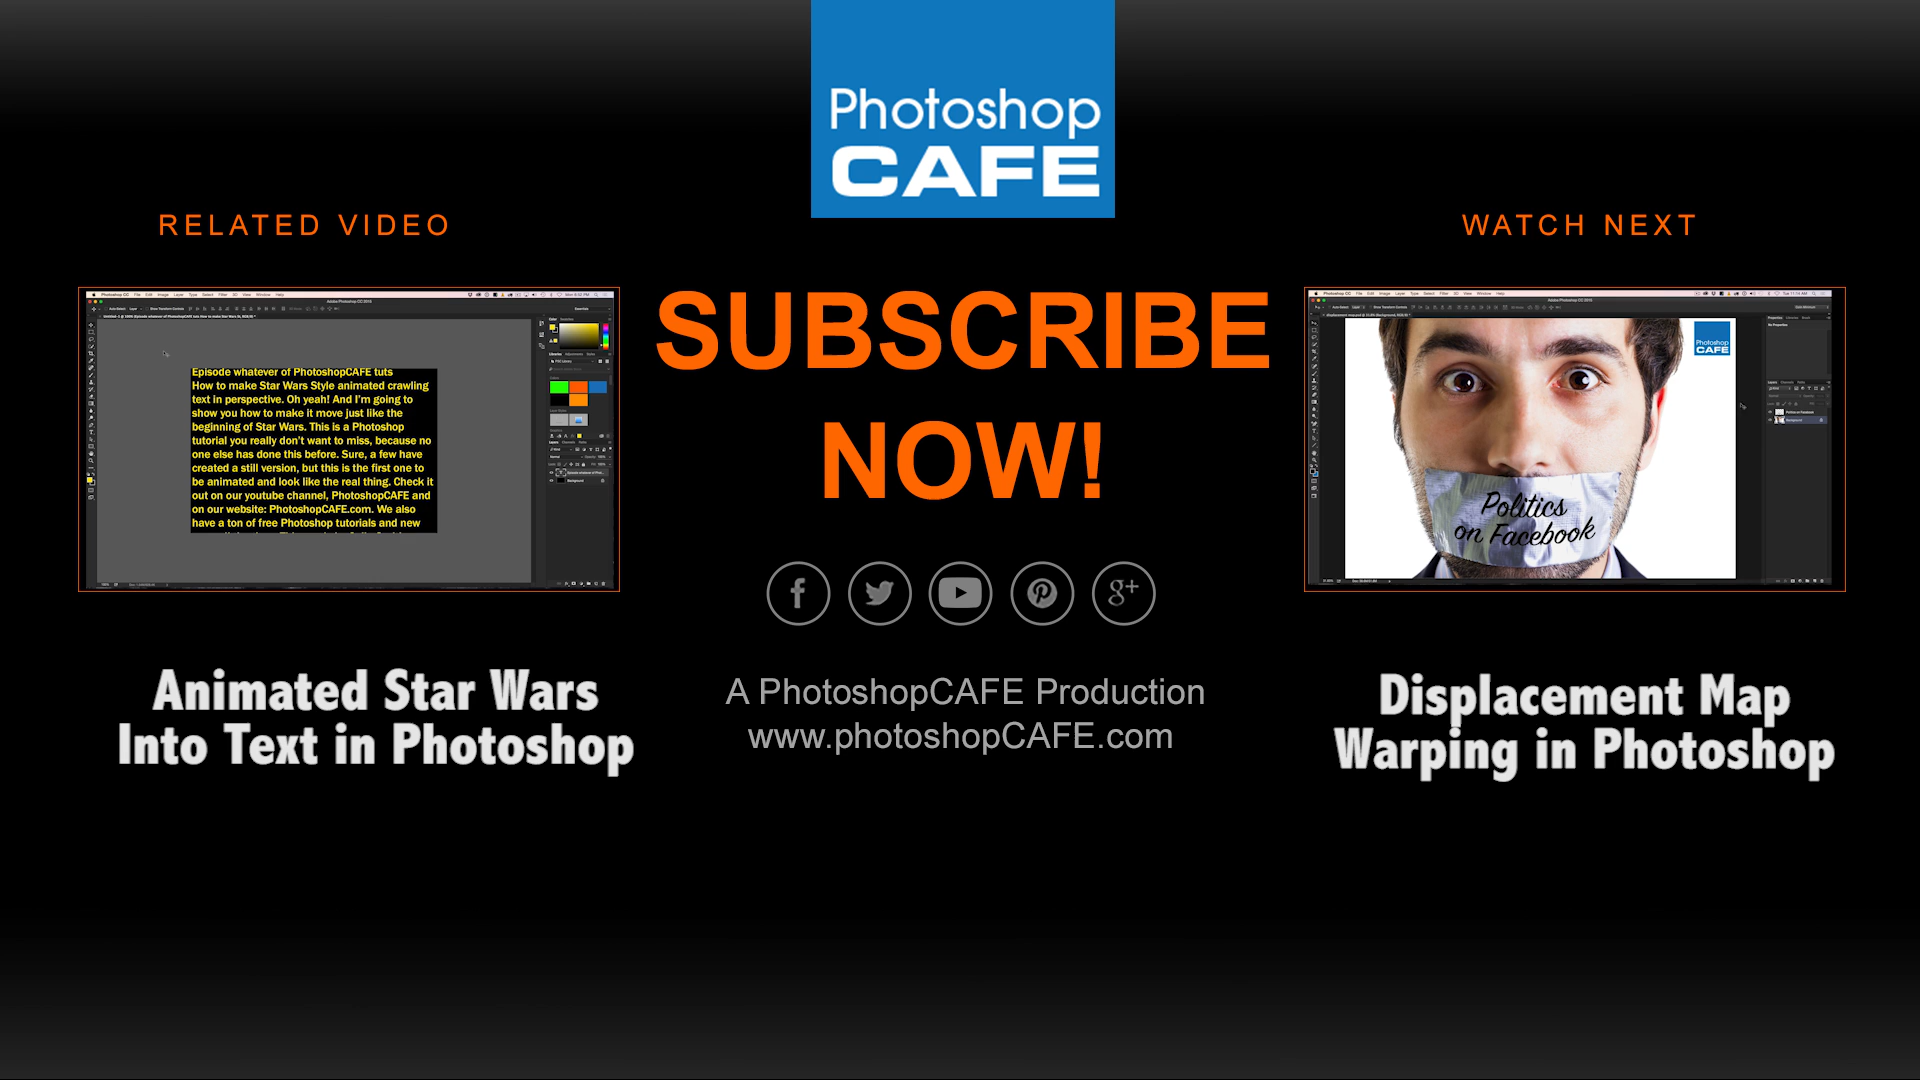 Photoshop
CAFE
RELATED VIDEO
WATCH NEXT
SUBSCRIBE
NOW!
Episode whatever of PhotoshopCAFE tuts
How to make Star Wars Style animated crawling
text in perspective. Oh yeah! And I'm going to
show you how to make it move just like the
beginning of Star Wars. This is a Photoshop
tutorial you really don't want to miss, because no
one else has done this before. Sure, a few have
created a still version, but this is the first one to
be animated and look like the real thing. Check it
out on our youtube channel, PhotoshopCAFE and
on our website: PhotoshopCAFE.com. We also
have a ton of free Photoshop tutorials and new
Photoshop
CAFE
Politics
on Facebook
Animated Star Wars
Into Text in Photoshop
A PhotoshopCAFE Production
www.photoshopCAFE.com
Displacement Map
Warping in Photoshop